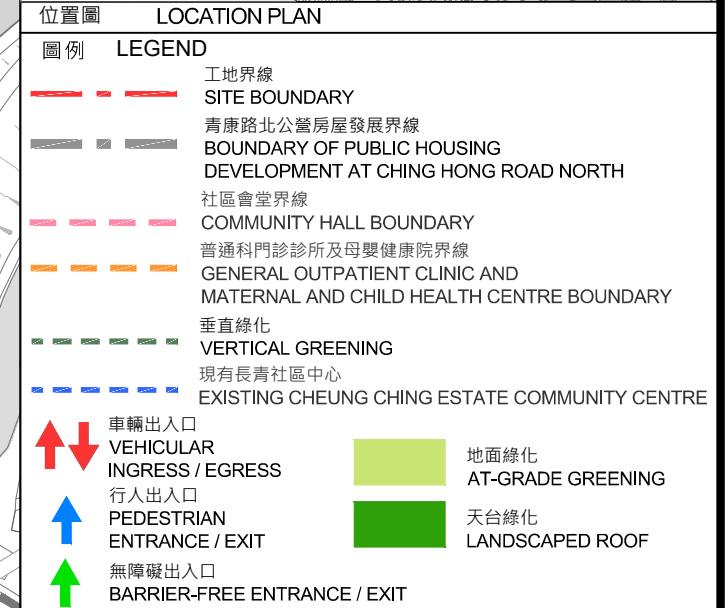 位置圖 LOCATION PLAN
圖例 LEGEND
工地界線
SITE BOUNDARY
青康路北公營房屋發展界線
BOUNDARY OF PUBLIC HOUSING
DEVELOPMENT AT CHING HONG ROAD NORTH
社區會堂界線
COMMUNITY HALL BOUNDARY
普通科門診診所及母嬰健康院界線
GENERAL OUTPATIENT CLINIC AND
MATERNAL AND CHILD HEALTH CENTRE BOUNDARY
垂直綠化
VERTICAL GREENING
現有長青社區中心
EXISTING CHEUNG CHING ESTATE COMMUNITY CENTRE
車輛出入口
VEHICULAR
INGRESS / EGRESS
行人出入口
PEDESTRIAN
ENTRANCE / EXIT
無障礙出入口
BARRIER-FREE ENTRANCE / EXIT
地面綠化
AT-GRADE GREENING
天台綠化
LANDSCAPED ROOF